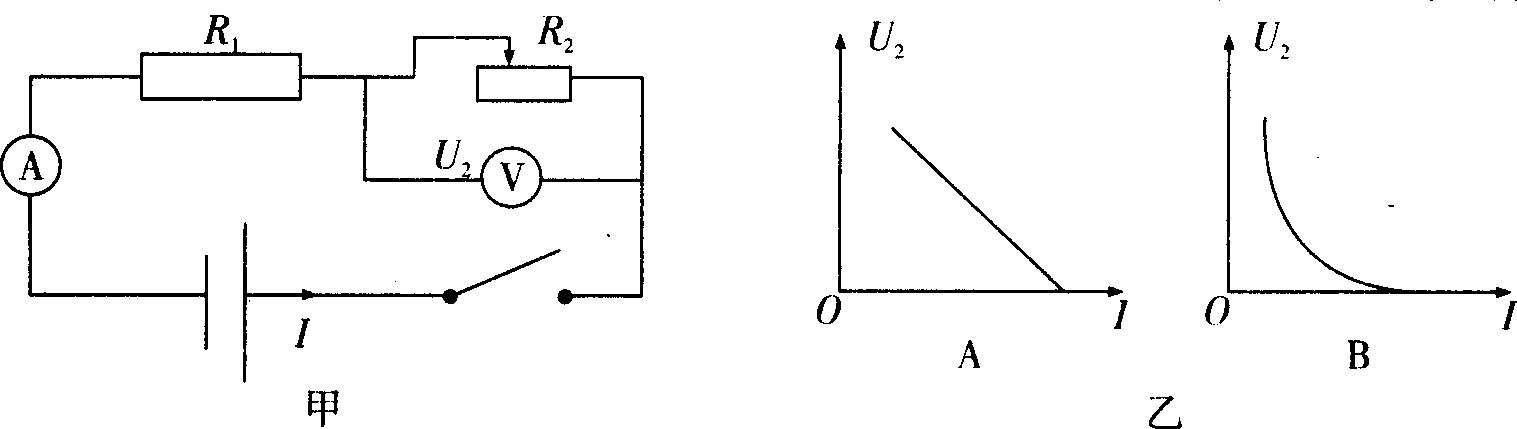 R₁
R₂
A
U₂
V
I
甲
U₂
O
I
A
U₂
O
I
B
乙